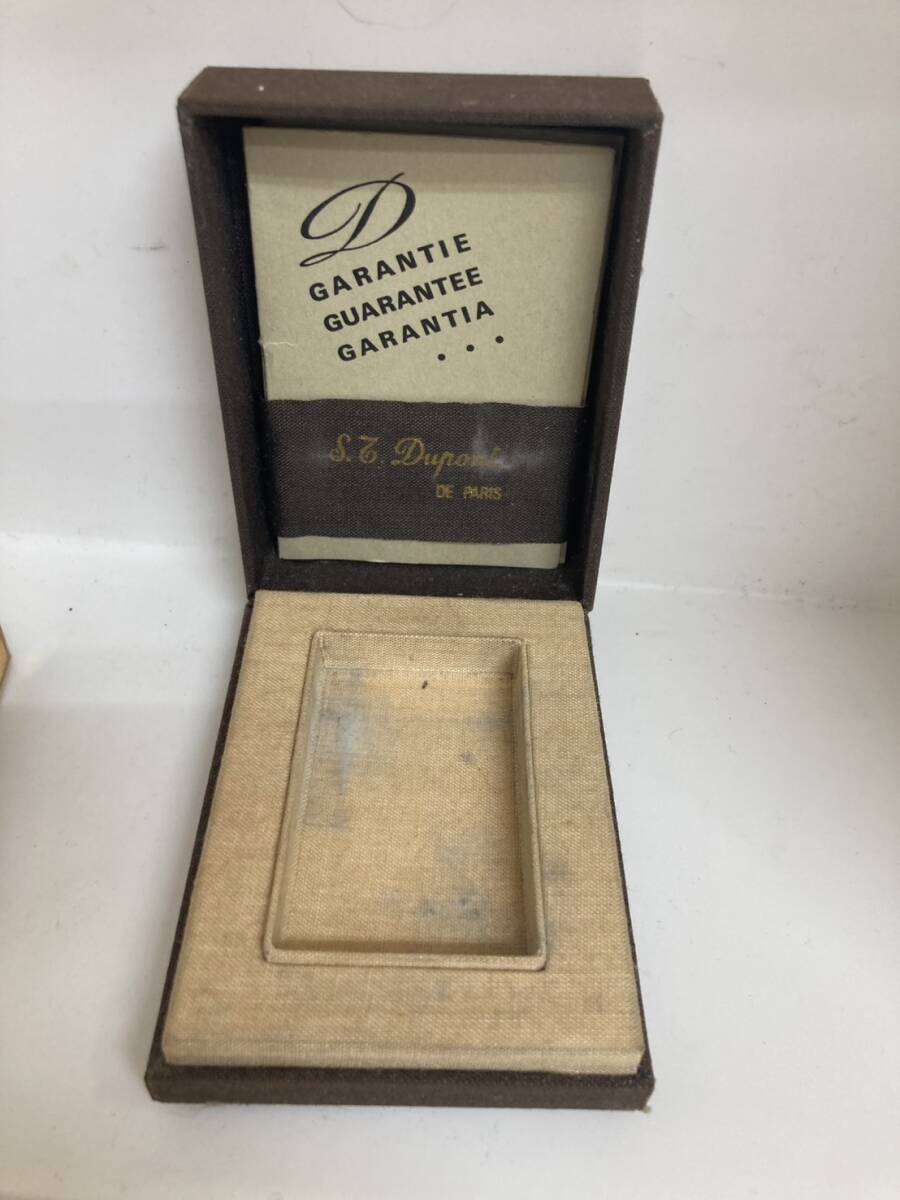 D
GARANTIE
GUARANTEE
GARANTIA
...
S.T. Dupont
DE PARIS